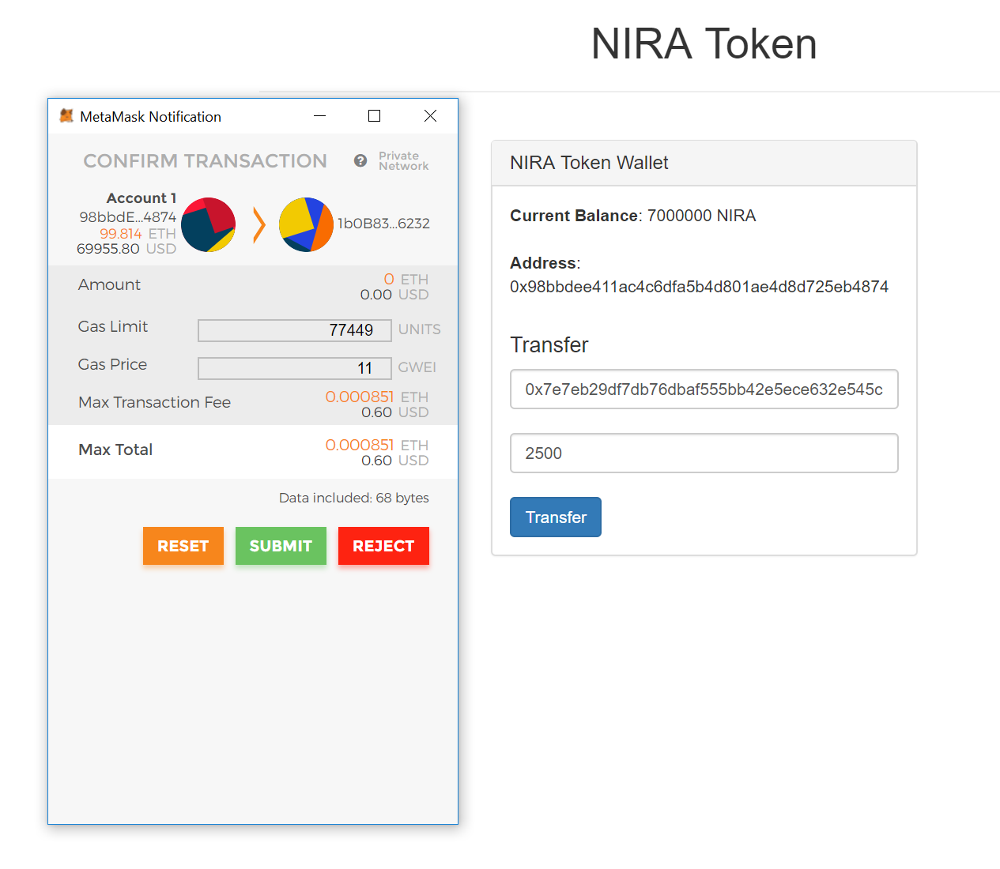 NIRA Token
MetaMask Notification
CONFIRM TRANSACTION
Private
Network
Account 1
98bbdE...4874
99.814 ETH
69955.80 USD
1b0B83...6232
Amount
0 ETH
0.00 USD
Gas Limit
77449 UNITS
Gas Price
11 GWEI
Max Transaction Fee
0.000851 ETH
0.60 USD
Max Total
0.000851 ETH
0.60 USD
Data included: 68 bytes
RESET SUBMIT REJECT
NIRA Token Wallet
Current Balance: 7000000 NIRA
Address:
0x98bbdee411ac4c6dfa5b4d801ae4d8d725eb4874
Transfer
0x7e7eb29df7db76dbaf555bb42e5ece632e545c
2500
Transfer